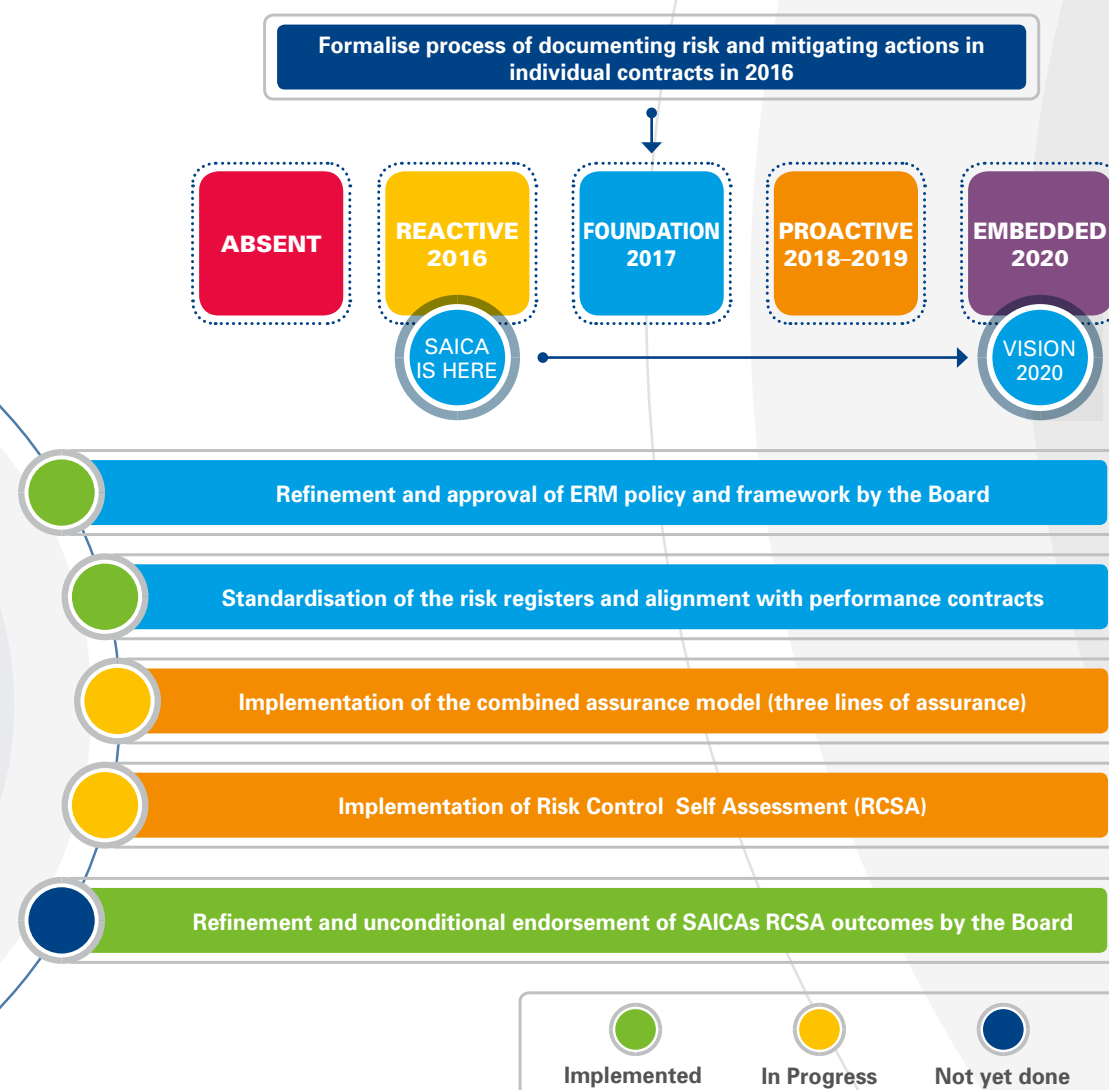 Formalise process of documenting risk and mitigating actions in
individual contracts in 2016
ABSENT
REACTIVE
2016
FOUNDATION
2017
PROACTIVE
2018–2019
EMBEDDED
2020
SAICA
IS HERE
VISION
2020
Refinement and approval of ERM policy and framework by the Board
Standardisation of the risk registers and alignment with performance contracts
Implementation of the combined assurance model (three lines of assurance)
Implementation of Risk Control  Self Assessment (RCSA)
Refinement and unconditional endorsement of SAICAs RCSA outcomes by the Board
Implemented
In Progress
Not yet done